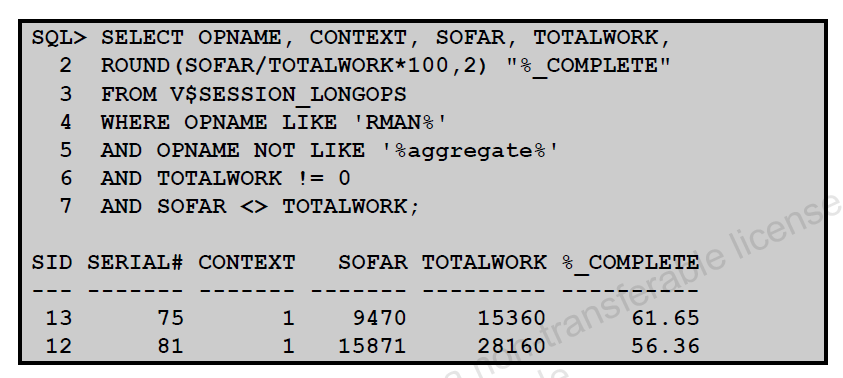 SQL> SELECT OPNAME, CONTEXT, SOFAR, TOTALWORK,
2 ROUND(SOFAR/TOTALWORK*100,2) "%_COMPLETE"
3 FROM V$SESSION_LONGOPS
4 WHERE OPNAME LIKE 'RMAN%'
5 AND OPNAME NOT LIKE '%aggregate%'
6 AND TOTALWORK != 0
7 AND SOFAR <> TOTALWORK;
SID SERIAL# CONTEXT SOFAR TOTALWORK %_COMPLETE
--- ------- ------- ------- --------- ----------
13 75 1 9470 15360 61.65
12 81 1 15871 28160 56.36
a non-transferable license